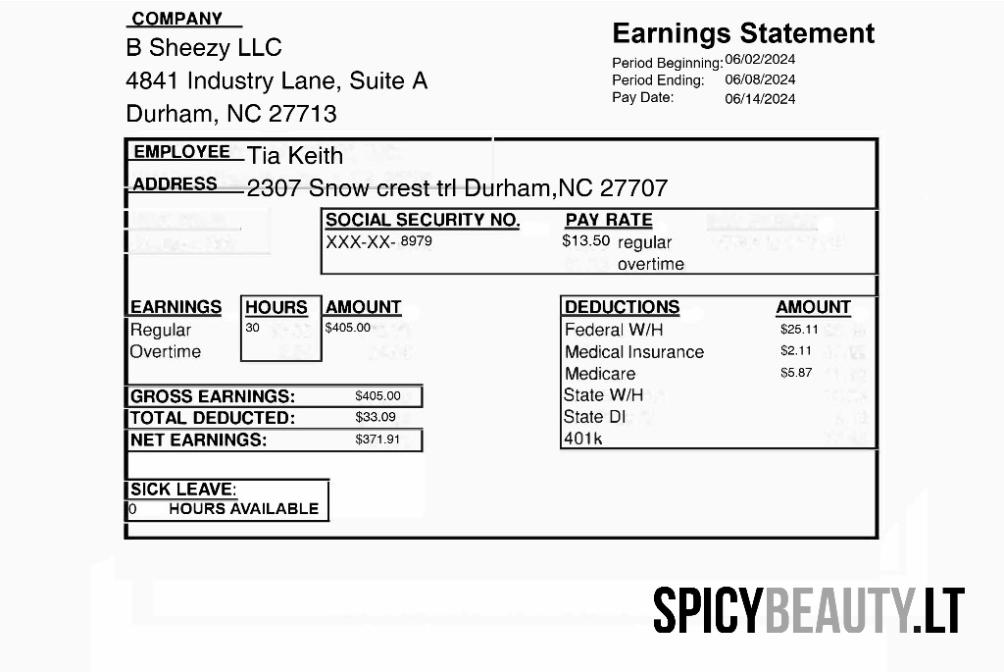 COMPANY
B Sheezy LLC
4841 Industry Lane, Suite A
Durham, NC 27713
Earnings Statement
Period Beginning: 06/02/2024
Period Ending: 06/08/2024
Pay Date: 06/14/2024
EMPLOYEE Tia Keith
ADDRESS 2307 Snow crest trl Durham,NC 27707
SOCIAL SECURITY NO. PAY RATE
XXX-XX- 8979 $13.50 regular
overtime
EARNINGS HOURS AMOUNT
Regular 30 $405.00
Overtime
DEDUCTIONS AMOUNT
Federal W/H $25.11
Medical Insurance $2.11
Medicare $5.87
State W/H
State DI
401k
GROSS EARNINGS: $405.00
TOTAL DEDUCTED: $33.09
NET EARNINGS: $371.91
SICK LEAVE:
0 HOURS AVAILABLE
SPICYBEAUTY.LT